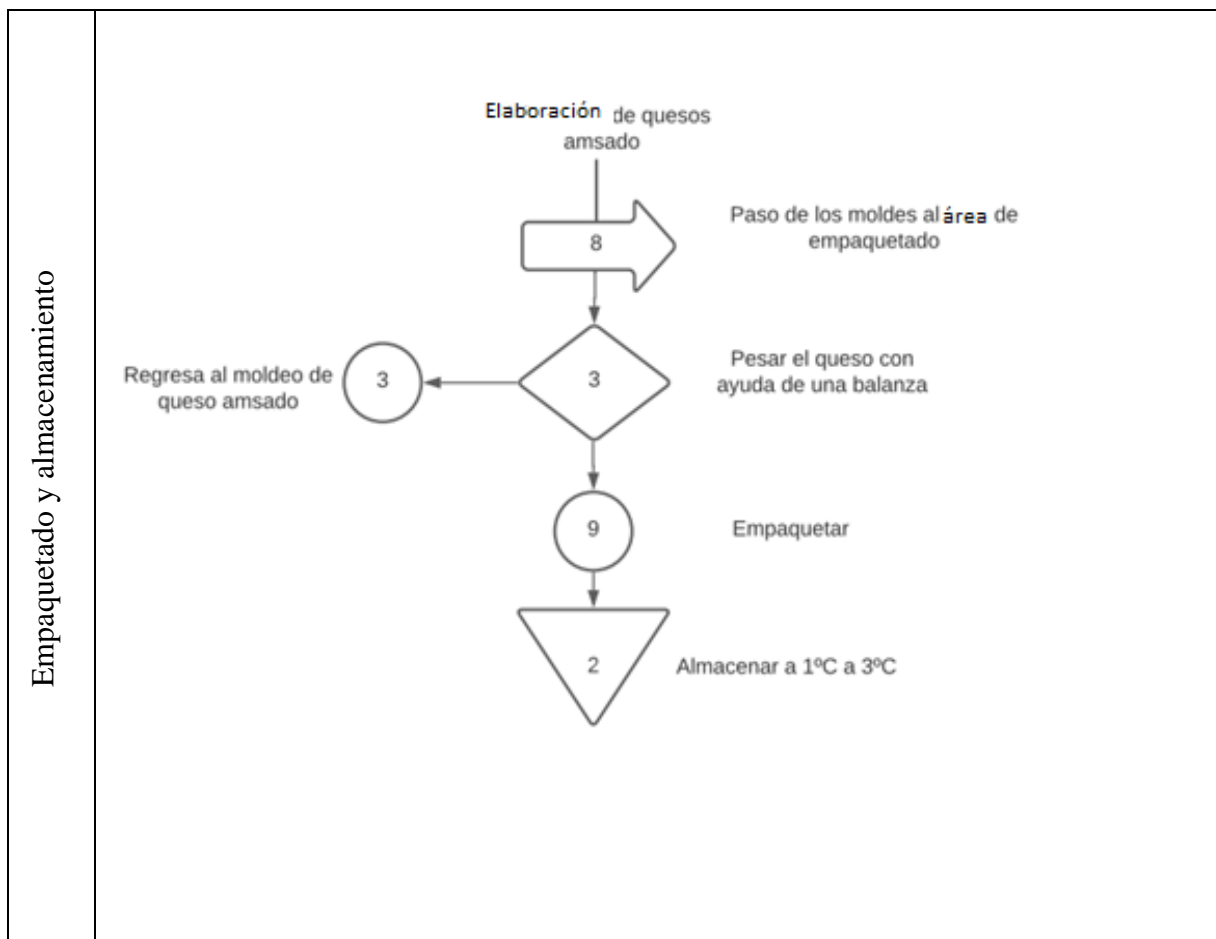 Empaquetado y almacenamiento
Elaboración de quesos
amsado
8
Paso de los moldes al área de
empaquetado
Regresa al moldeo de
queso amsado
3
3
Pesar el queso con
ayuda de una balanza
9
Empaquetar
2
Almacenar a 1ºC a 3ºC